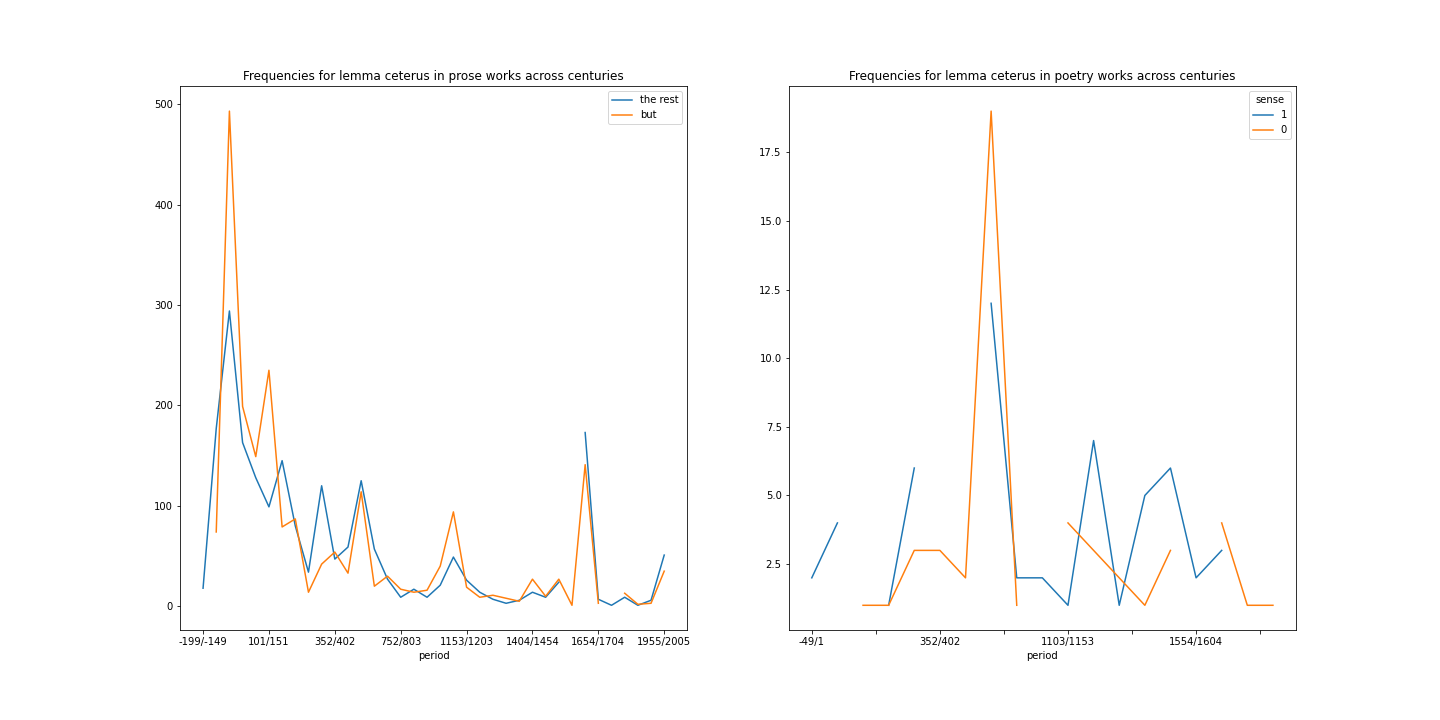 Frequencies for lemma ceterus in prose works across centuries
500
400
300
200
100
0
the rest
but
-199/-149 101/151 352/402 752/803 1153/1203 1404/1454 1654/1704 1955/2005
period
Frequencies for lemma ceterus in poetry works across centuries
17.5
15.0
12.5
10.0
7.5
5.0
2.5
sense
1
0
-49/1 352/402 1103/1153 1554/1604
period